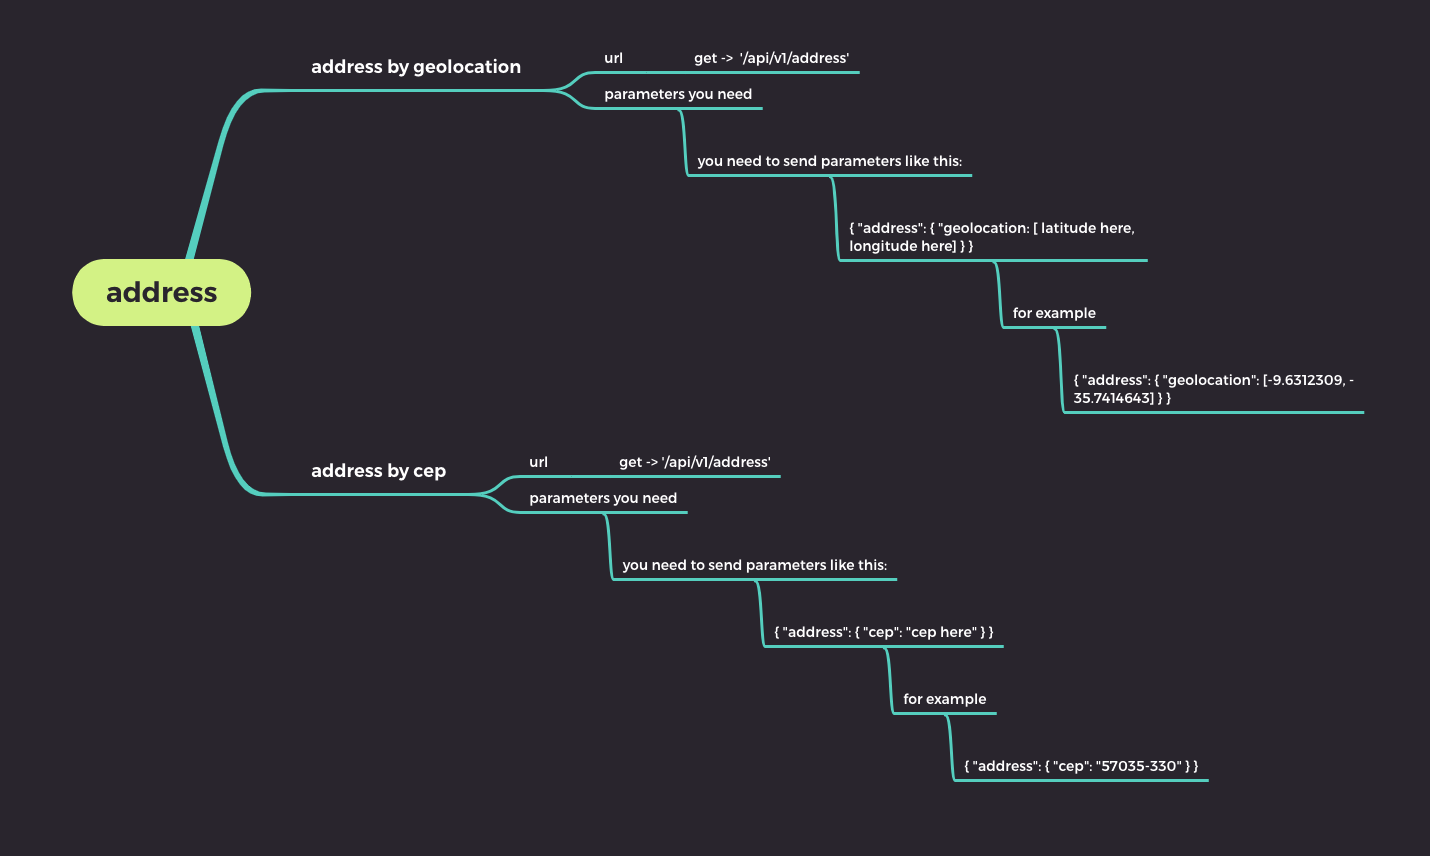 address
address by geolocation
url
get -> '/api/v1/address'
parameters you need
you need to send parameters like this:
{ "address": { "geolocation: [ latitude here,
longitude here] } }
for example
{ "address": { "geolocation": [-9.6312309, -
35.7414643] } }
address by cep
url
get -> '/api/v1/address'
parameters you need
you need to send parameters like this:
{ "address": { "cep": "cep here" } }
for example
{ "address": { "cep": "57035-330" } }